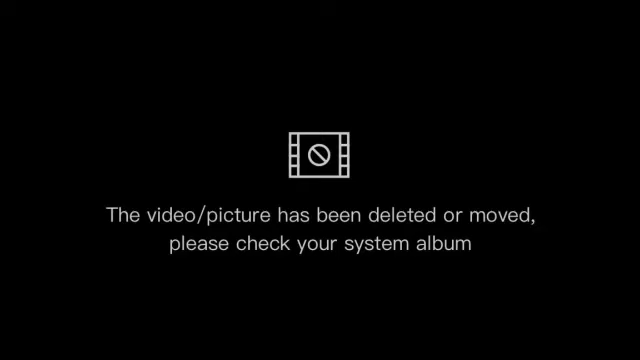 The video/picture has been deleted or moved,
please check your system album